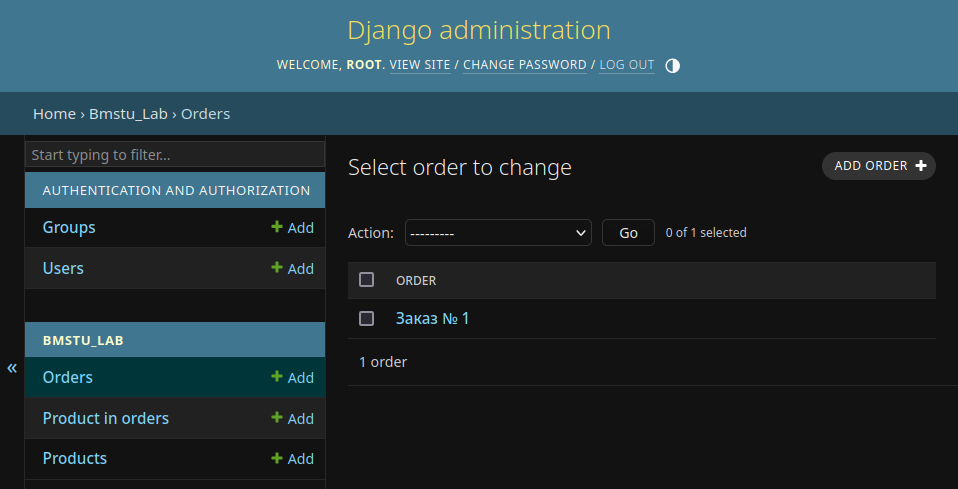 Django administration
WELCOME, ROOT. VIEW SITE / CHANGE PASSWORD / LOG OUT
Home › Bmstu_Lab › Orders
Start typing to filter...
AUTHENTICATION AND AUTHORIZATION
Groups + Add
Users + Add
BMSTU_LAB
«
Orders + Add
Product in orders + Add
Products + Add
Select order to change
ADD ORDER +
Action: --------- Go 0 of 1 selected
ORDER
Заказ № 1
1 order